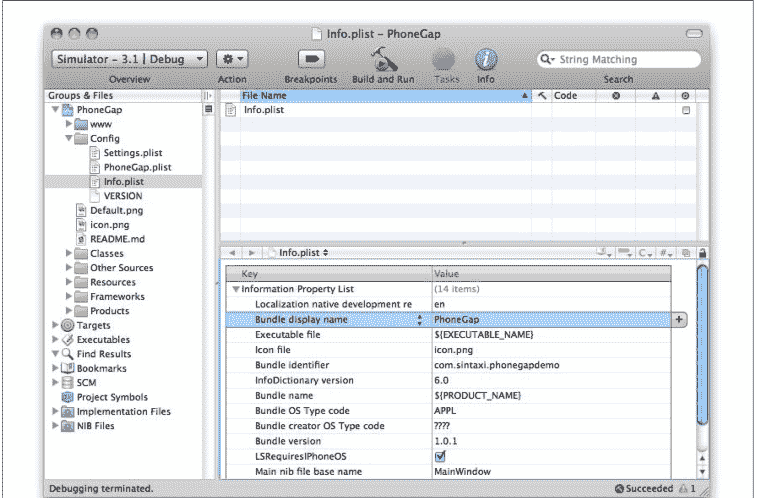 Info.plist – PhoneGap
Simulator - 3.1 | Debug
String Matching
Overview Action Breakpoints Build and Run Tasks Info Search
Groups & Files
PhoneGap
www
Config
Settings.plist
PhoneGap.plist
Info.plist
VERSION
Default.png
icon.png
README.md
Classes
Other Sources
Resources
Frameworks
Products
Targets
Executables
Find Results
Bookmarks
SCM
Project Symbols
Implementation Files
NIB Files
File Name Code
Info.plist
Info.plist
Key Value
Information Property List (14 items)
Localization native development re en
Bundle display name PhoneGap
Executable file ${EXECUTABLE_NAME}
Icon file icon.png
Bundle identifier com.sintaxi.phonegapdemo
InfoDictionary version 6.0
Bundle name ${PRODUCT_NAME}
Bundle OS Type code APPL
Bundle creator OS Type code ????
Bundle version 1.0.1
LSRequiresIPhoneOS
Main nib file base name MainWindow
Debugging terminated. Succeeded 1